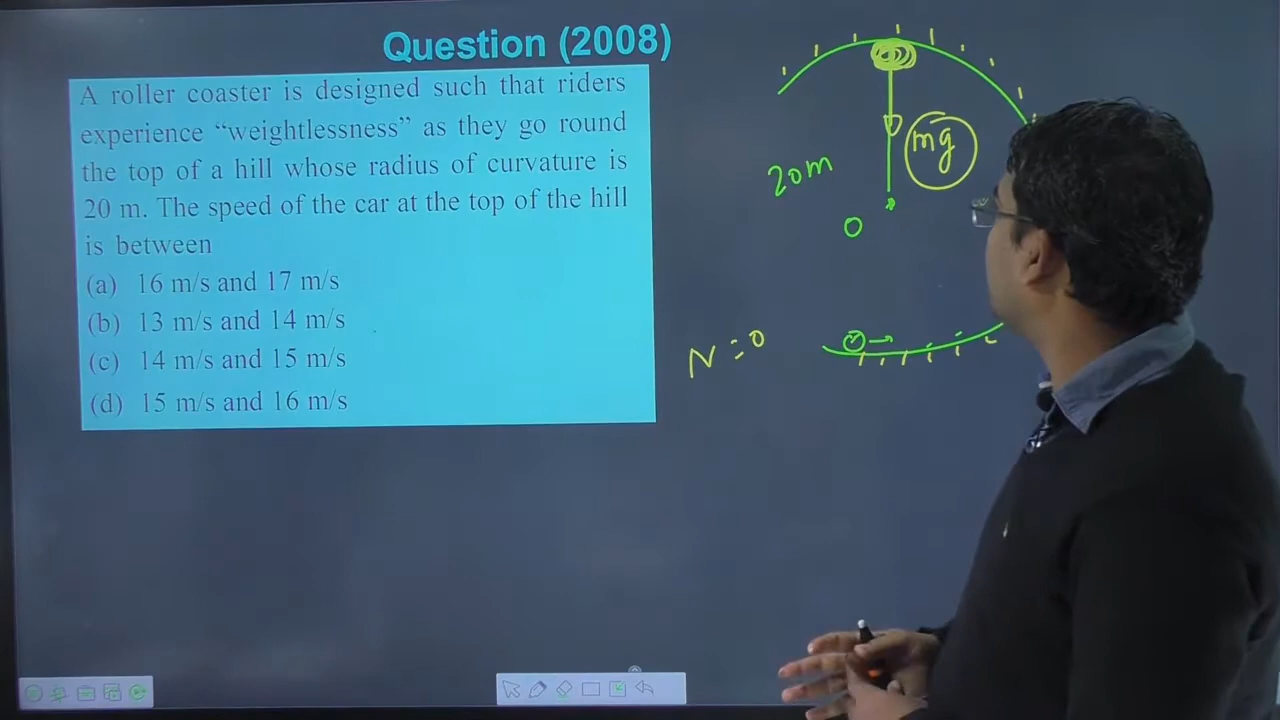 Question (2008)
A roller coaster is designed such that riders
experience “weightlessness” as they go round
the top of a hill whose radius of curvature is
20 m. The speed of the car at the top of the hill
is between
(a) 16 m/s and 17 m/s
(b) 13 m/s and 14 m/s
(c) 14 m/s and 15 m/s
(d) 15 m/s and 16 m/s
mg
20m
O
N = 0